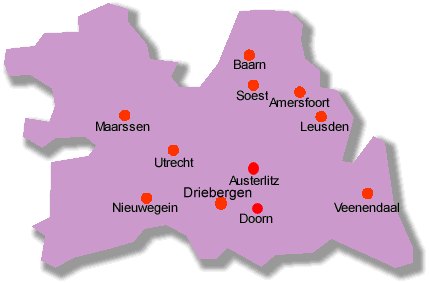 Baarn
Soest
Amersfoort
Maarssen
Leusden
Utrecht
Austerlitz
Driebergen
Nieuwegein
Veenendaal
Doorn